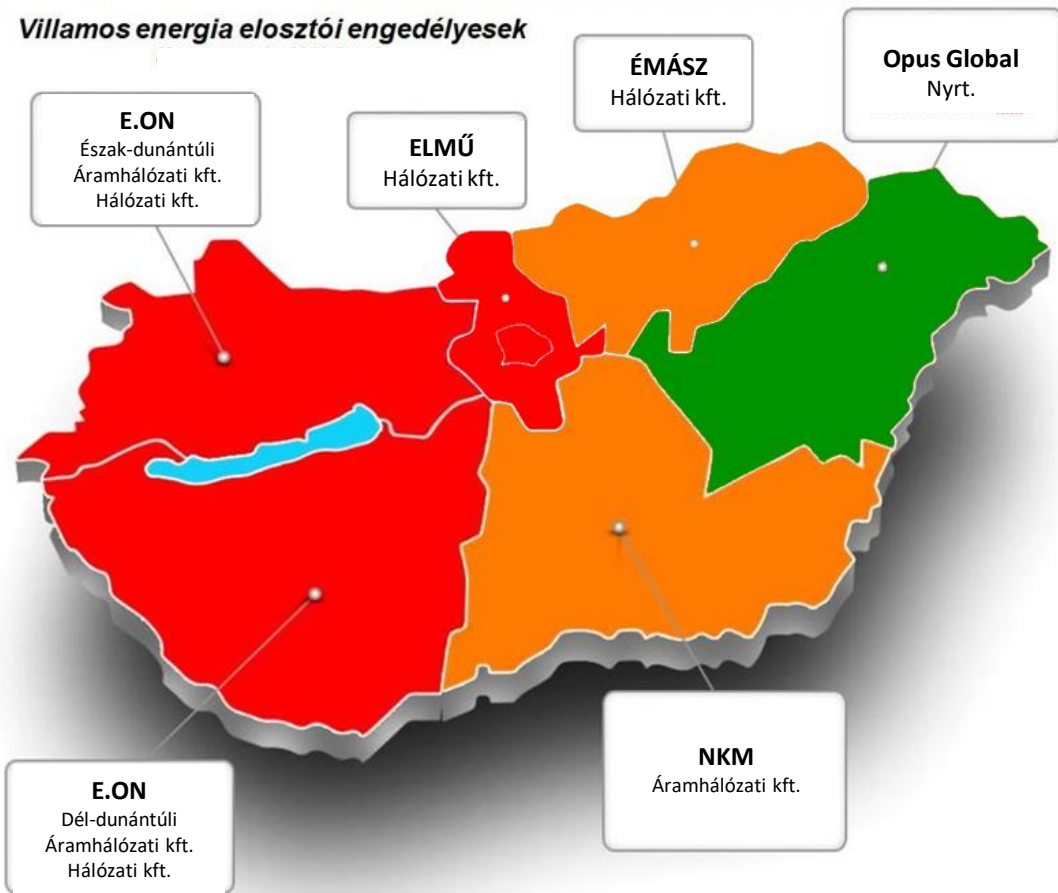 Villamos energia elosztói engedélyesek
E.ON
Észak-dunántúli
Áramhálózati kft.
Hálózati kft.
ELMŰ
Hálózati kft.
ÉMÁSZ
Hálózati kft.
Opus Global
Nyrt.
E.ON
Dél-dunántúli
Áramhálózati kft.
Hálózati kft.
NKM
Áramhálózati kft.